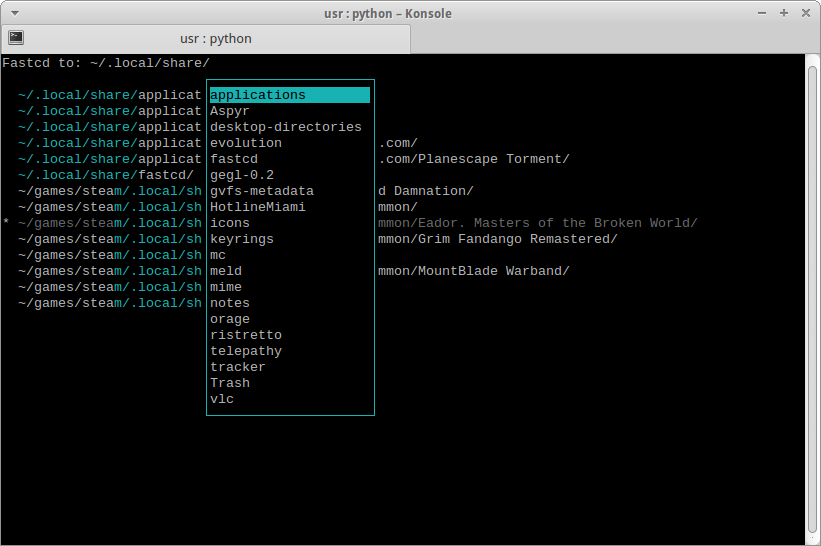 usr : python – Konsole
usr : python
Fastcd to: ~/.local/share/
~/.local/share/applicat applications
~/.local/share/applicat Aspyr
~/.local/share/applicat desktop-directories
~/.local/share/applicat evolution .com/
~/.local/share/applicat fastcd .com/Planescape Torment/
~/.local/share/fastcd/ gegl-0.2
~/games/steam/.local/sh gvfs-metadata d Damnation/
~/games/steam/.local/sh HotlineMiami mmon/
* ~/games/steam/.local/sh icons mmon/Eador. Masters of the Broken World/
~/games/steam/.local/sh keyrings mmon/Grim Fandango Remastered/
~/games/steam/.local/sh mc
~/games/steam/.local/sh meld mmon/MountBlade Warband/
~/games/steam/.local/sh mime
~/games/steam/.local/sh notes
orage
ristretto
telepathy
tracker
Trash
vlc